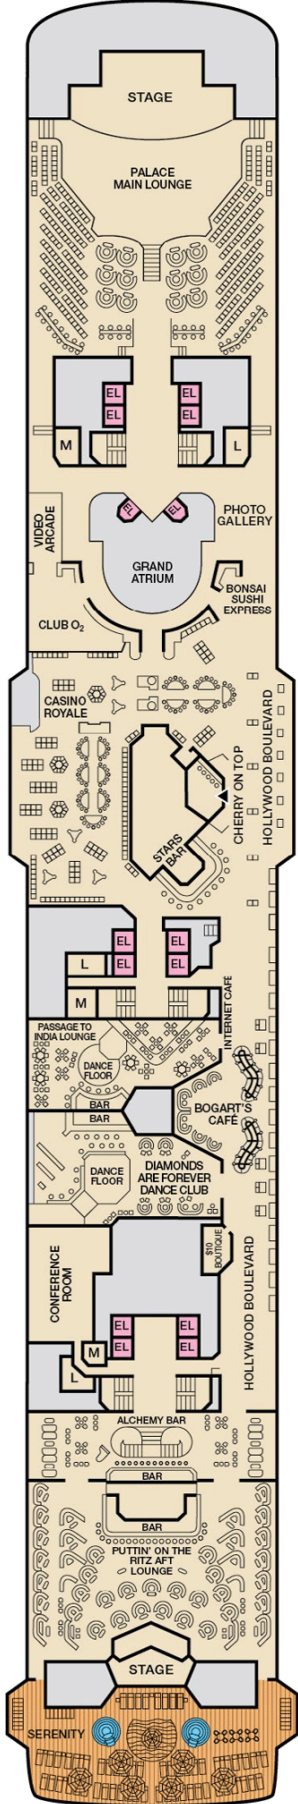 STAGE
PALACE
MAIN LOUNGE
EL
EL
EL
EL
M
L
EL
EL
VIDEO
ARCADE
PHOTO
GALLERY
GRAND
ATRIUM
BONSAI
SUSHI
EXPRESS
CLUB O₂
CASINO
ROYALE
CHERRY ON TOP
HOLLYWOOD BOULEVARD
STARS
BAR
EL
EL
EL
EL
L
M
INTERNET CAFÉ
PASSAGE TO
INDIA LOUNGE
DANCE
FLOOR
BAR
BAR
BOGART'S
CAFÉ
DANCE
FLOOR
DIAMONDS
ARE FOREVER
DANCE CLUB
$10
BOUTIQUE
CONFERENCE
ROOM
HOLLYWOOD BOULEVARD
EL
EL
EL
EL
M
L
ALCHEMY BAR
BAR
BAR
PUTTIN' ON THE
RITZ AFT
LOUNGE
STAGE
SERENITY